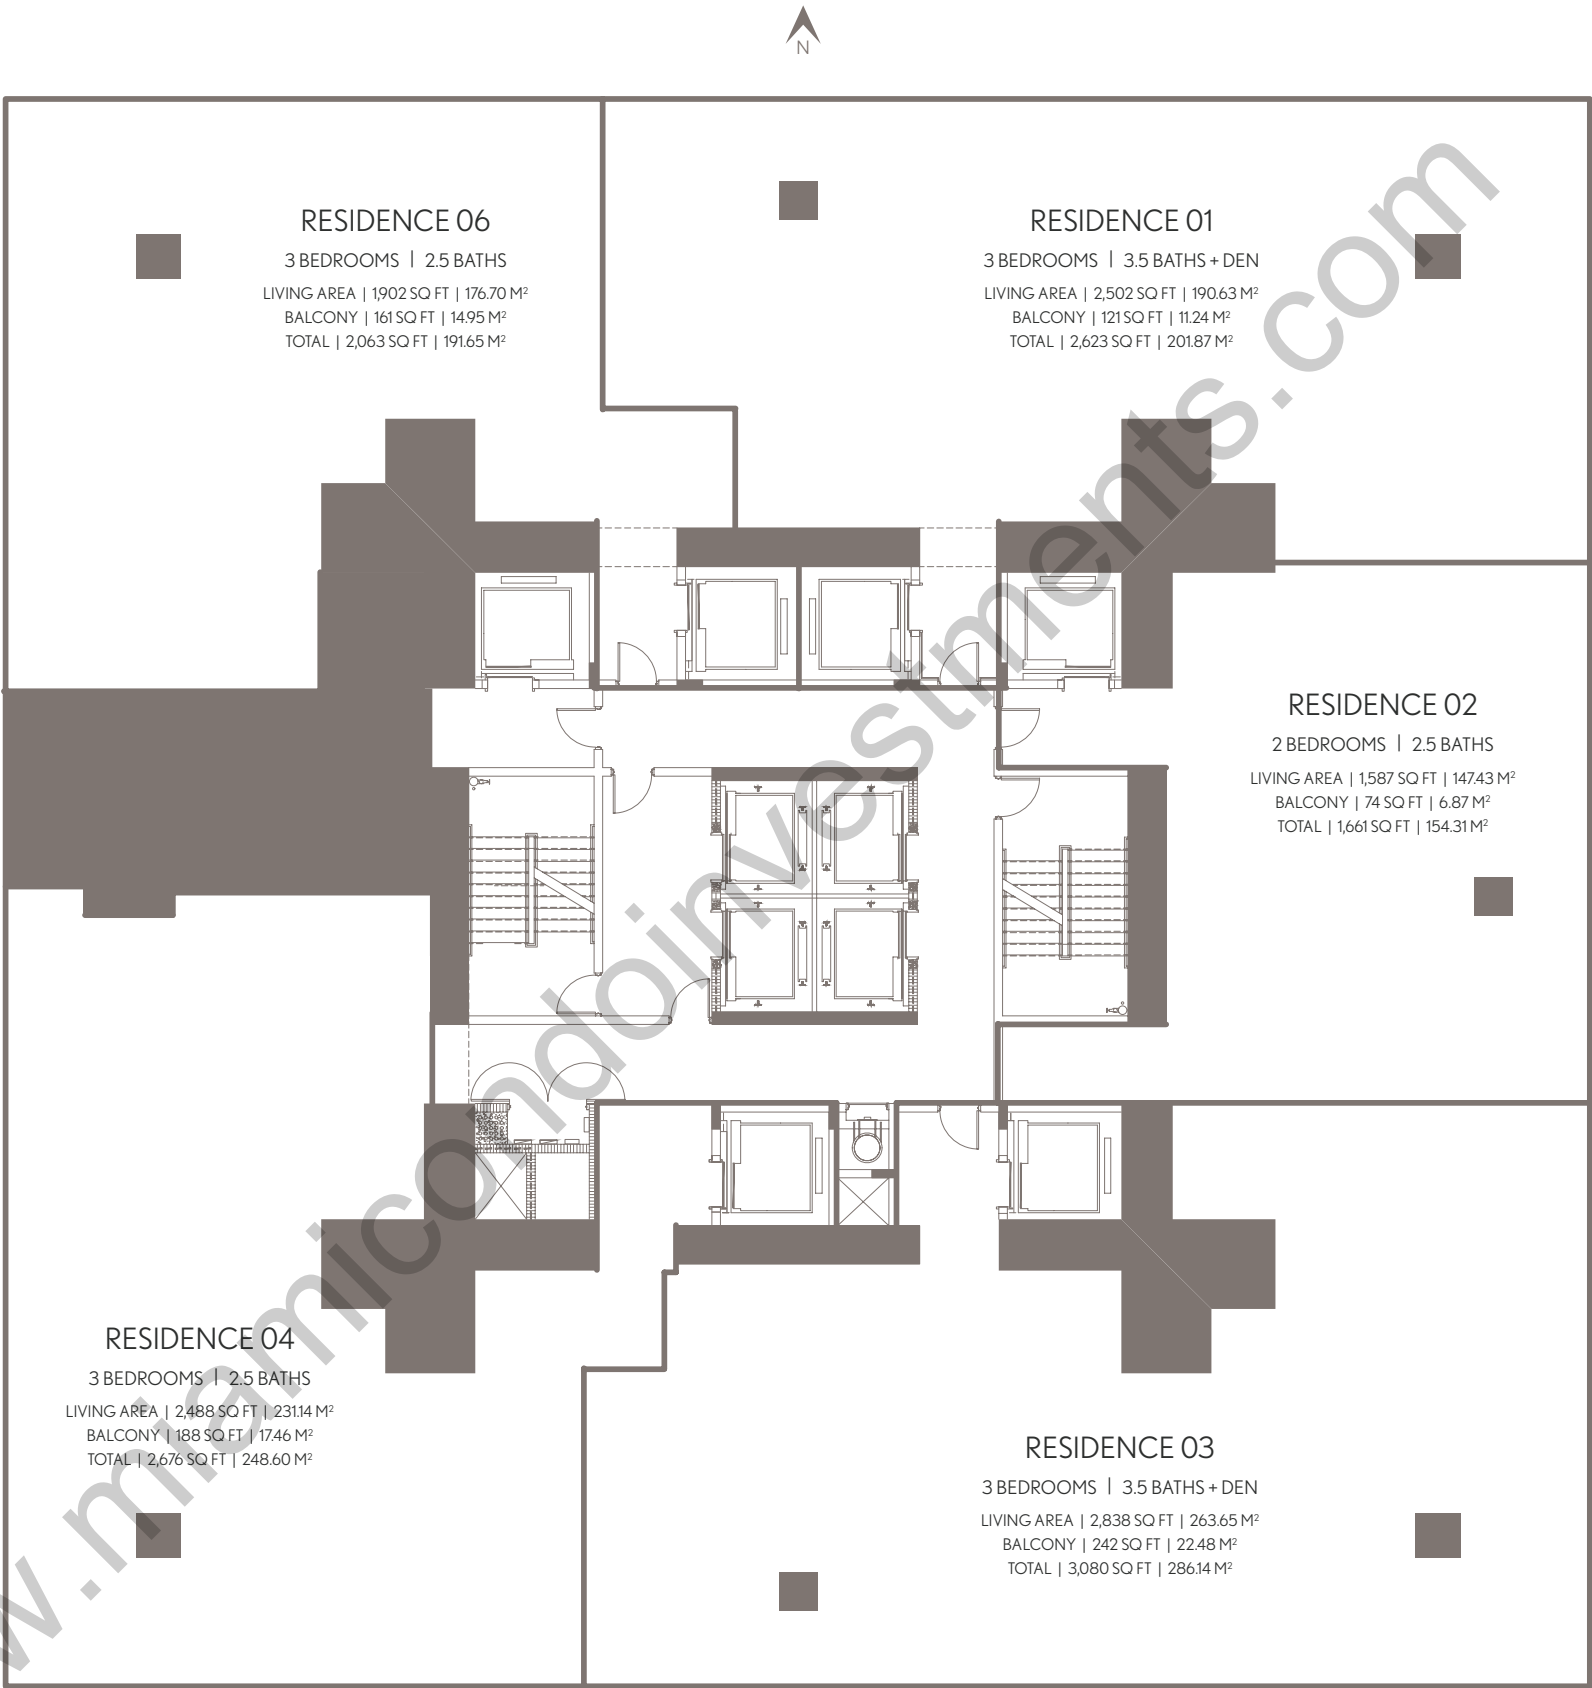 N
RESIDENCE 06
3 BEDROOMS | 2.5 BATHS
LIVING AREA | 1,902 SQ FT | 176.70 M²
BALCONY | 161 SQ FT | 14.95 M²
TOTAL | 2,063 SQ FT | 191.65 M²
RESIDENCE 01
3 BEDROOMS | 3.5 BATHS + DEN
LIVING AREA | 2,502 SQ FT | 190.63 M²
BALCONY | 121 SQ FT | 11.24 M²
TOTAL | 2,623 SQ FT | 201.87 M²
RESIDENCE 02
2 BEDROOMS | 2.5 BATHS
LIVING AREA | 1,587 SQ FT | 147.43 M²
BALCONY | 74 SQ FT | 6.87 M²
TOTAL | 1,661 SQ FT | 154.31 M²
RESIDENCE 04
3 BEDROOMS | 2.5 BATHS
LIVING AREA | 2,488 SQ FT | 231.14 M²
BALCONY | 188 SQ FT | 17.46 M²
TOTAL | 2,676 SQ FT | 248.60 M²
RESIDENCE 03
3 BEDROOMS | 3.5 BATHS + DEN
LIVING AREA | 2,838 SQ FT | 263.65 M²
BALCONY | 242 SQ FT | 22.48 M²
TOTAL | 3,080 SQ FT | 286.14 M²
w.miamicondoinvestments.com